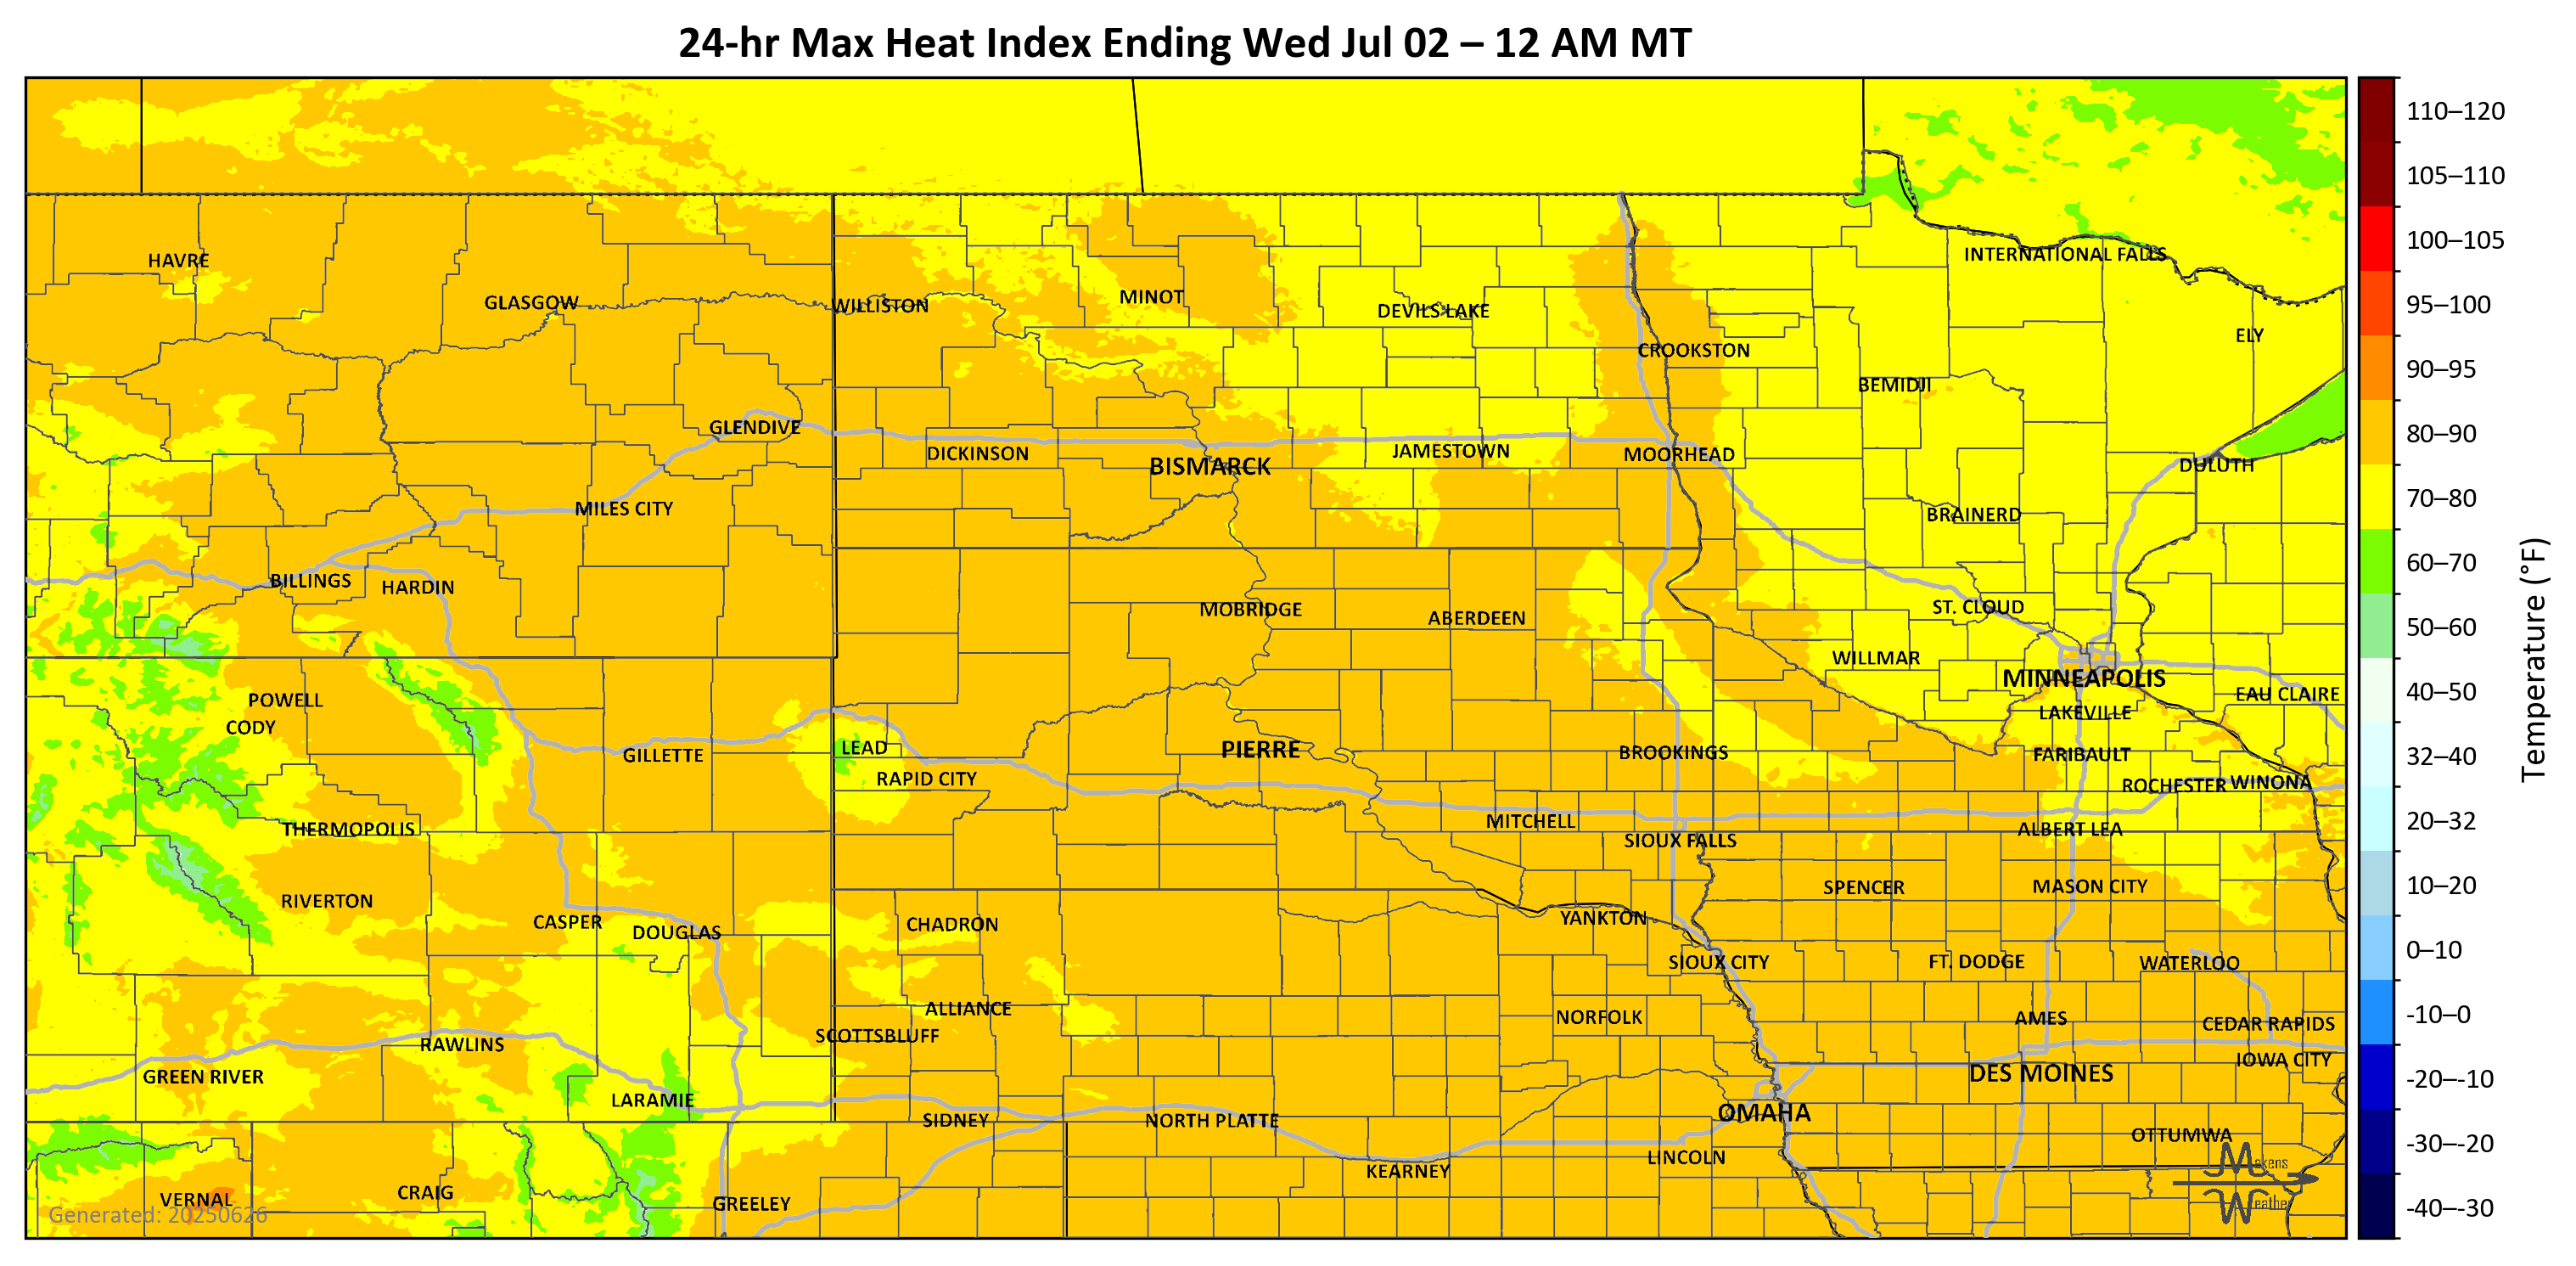 24-hr Max Heat Index Ending Wed Jul 02 – 12 AM MT
HAVRE
GLASGOW
WILLISTON
MINOT
DEVILS LAKE
INTERNATIONAL FALLS
CROOKSTON
ELY
BEMIDJI
GLENDIVE
DICKINSON
BISMARCK
JAMESTOWN
MOORHEAD
DULUTH
MILES CITY
BRAINERD
BILLINGS
HARDIN
MOBRIDGE
ABERDEEN
ST. CLOUD
WILLMAR
MINNEAPOLIS
EAU CLAIRE
POWELL
CODY
LAKEVILLE
GILLETTE
LEAD
PIERRE
BROOKINGS
FARIBAULT
RAPID CITY
ROCHESTER
WINONA
THERMOPOLIS
MITCHELL
SIOUX FALLS
ALBERT LEA
RIVERTON
SPENCER
MASON CITY
CASPER
DOUGLAS
CHADRON
YANKTON
SIOUX CITY
FT. DODGE
WATERLOO
ALLIANCE
NORFOLK
AMES
CEDAR RAPIDS
SCOTTSBLUFF
RAWLINS
IOWA CITY
GREEN RIVER
DES MOINES
LARAMIE
SIDNEY
NORTH PLATTE
OMAHA
OTTUMWA
KEARNEY
LINCOLN
VERNAL
CRAIG
GREELEY
Generated: 20250626
Makens
Weather
110–120
105–110
100–105
95–100
90–95
80–90
70–80
60–70
50–60
40–50
32–40
20–32
10–20
0–10
-10–0
-20–-10
-30–-20
-40–-30
Temperature (°F)